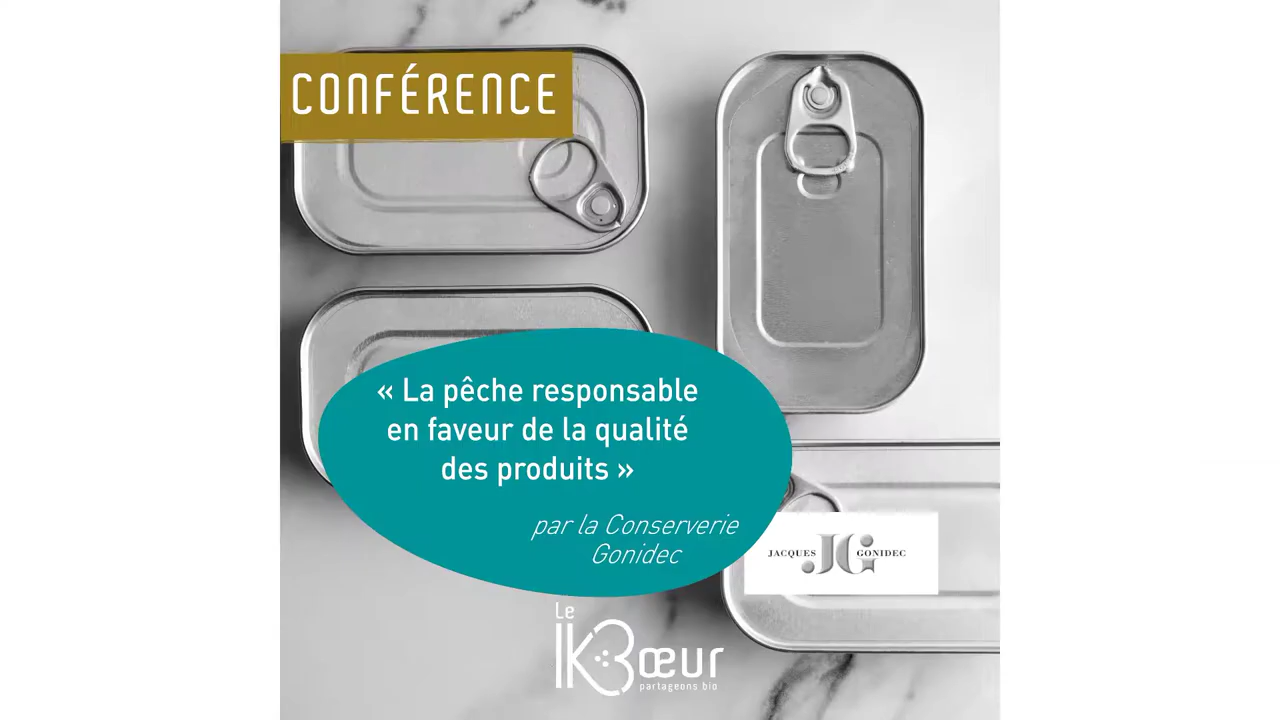 CONFÉRENCE
« La pêche responsable
en faveur de la qualité
des produits »
par la Conserverie
Gonidec
JACQUES JG GONIDEC
Le
Bœur
partageons bio